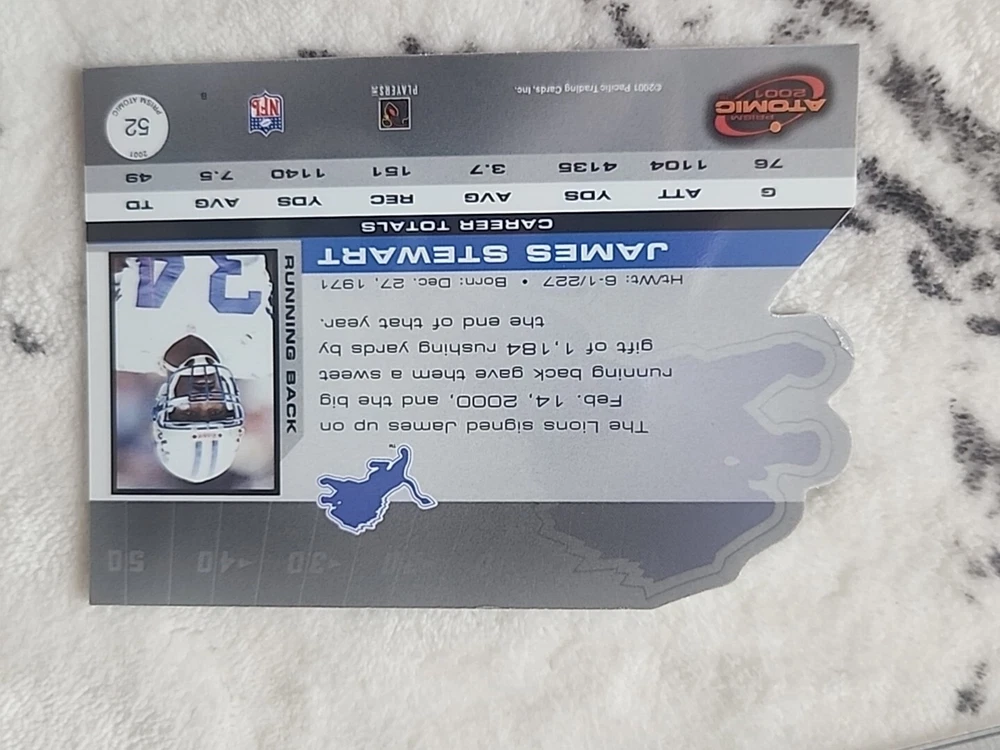 50 40 30
The Lions signed James up on
Feb. 14, 2000, and the big
running back gave them a sweet
gift of 1,184 rushing yards by
the end of that year.
Ht/Wt: 6-1/227 • Born: Dec. 27, 1971
RUNNING BACK
34
JAMES STEWART
CAREER TOTALS
G ATT YDS AVG REC YDS AVG TD
76 1104 4135 3.7 151 1140 7.5 49
ATOMIC
PRISM
2001
©2001 Pacific Trading Cards, Inc.
PLAYERS INC
NFL
2001
52
PRISM ATOMIC